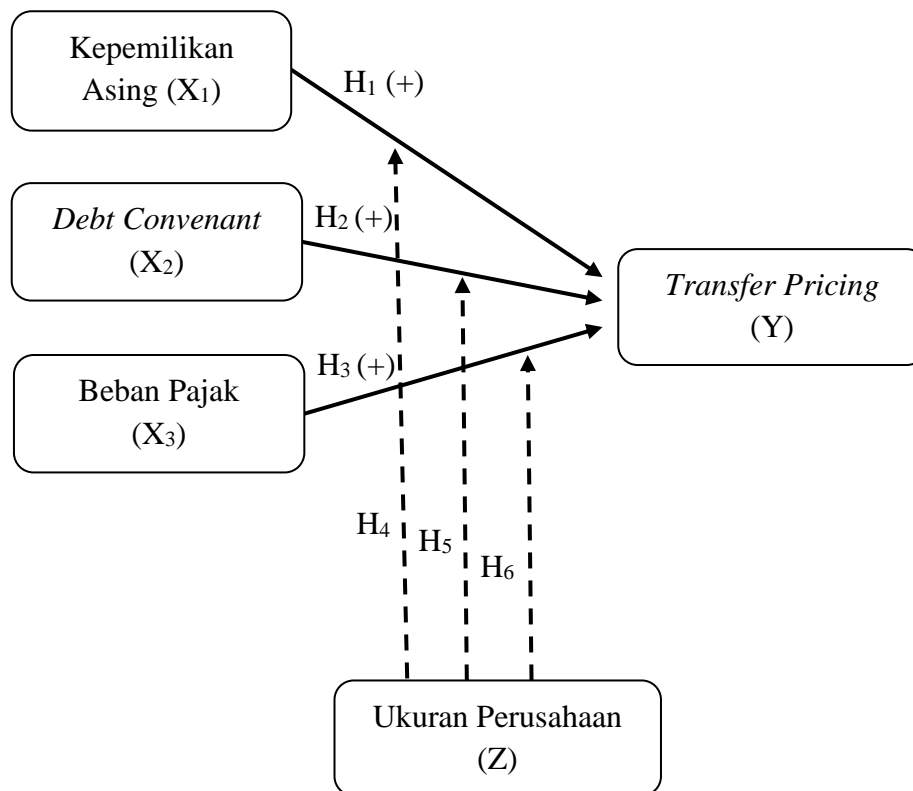 Kepemilikan
Asing (X₁)
H₁ (+)
Debt Convenant
(X₂)
H₂ (+)
Transfer Pricing
(Y)
Beban Pajak
(X₃)
H₃ (+)
H₄
H₅
H₆
Ukuran Perusahaan
(Z)